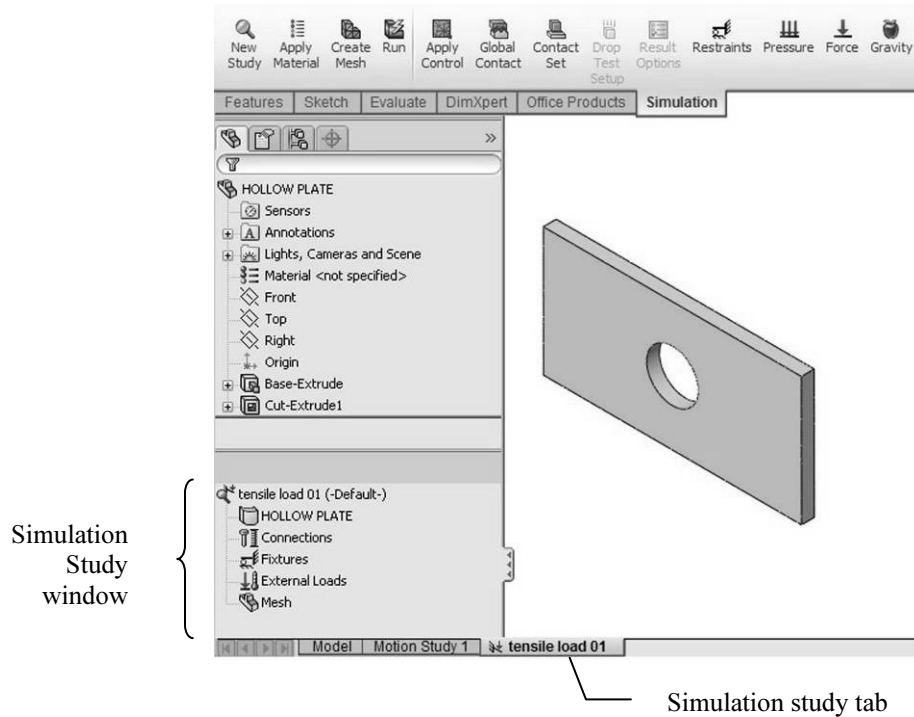 New Study Apply Material Create Mesh Run Apply Control Global Contact Contact Set Drop Test Setup Result Options Restraints Pressure Force Gravity
Features Sketch Evaluate DimXpert Office Products Simulation
»
HOLLOW PLATE
Sensors
A Annotations
Lights, Cameras and Scene
Material <not specified>
Front
Top
Right
Origin
Base-Extrude
Cut-Extrude1
tensile load 01 (-Default-)
HOLLOW PLATE
Connections
Fixtures
External Loads
Mesh
Simulation
Study
window
Model Motion Study 1 tensile load 01
Simulation study tab